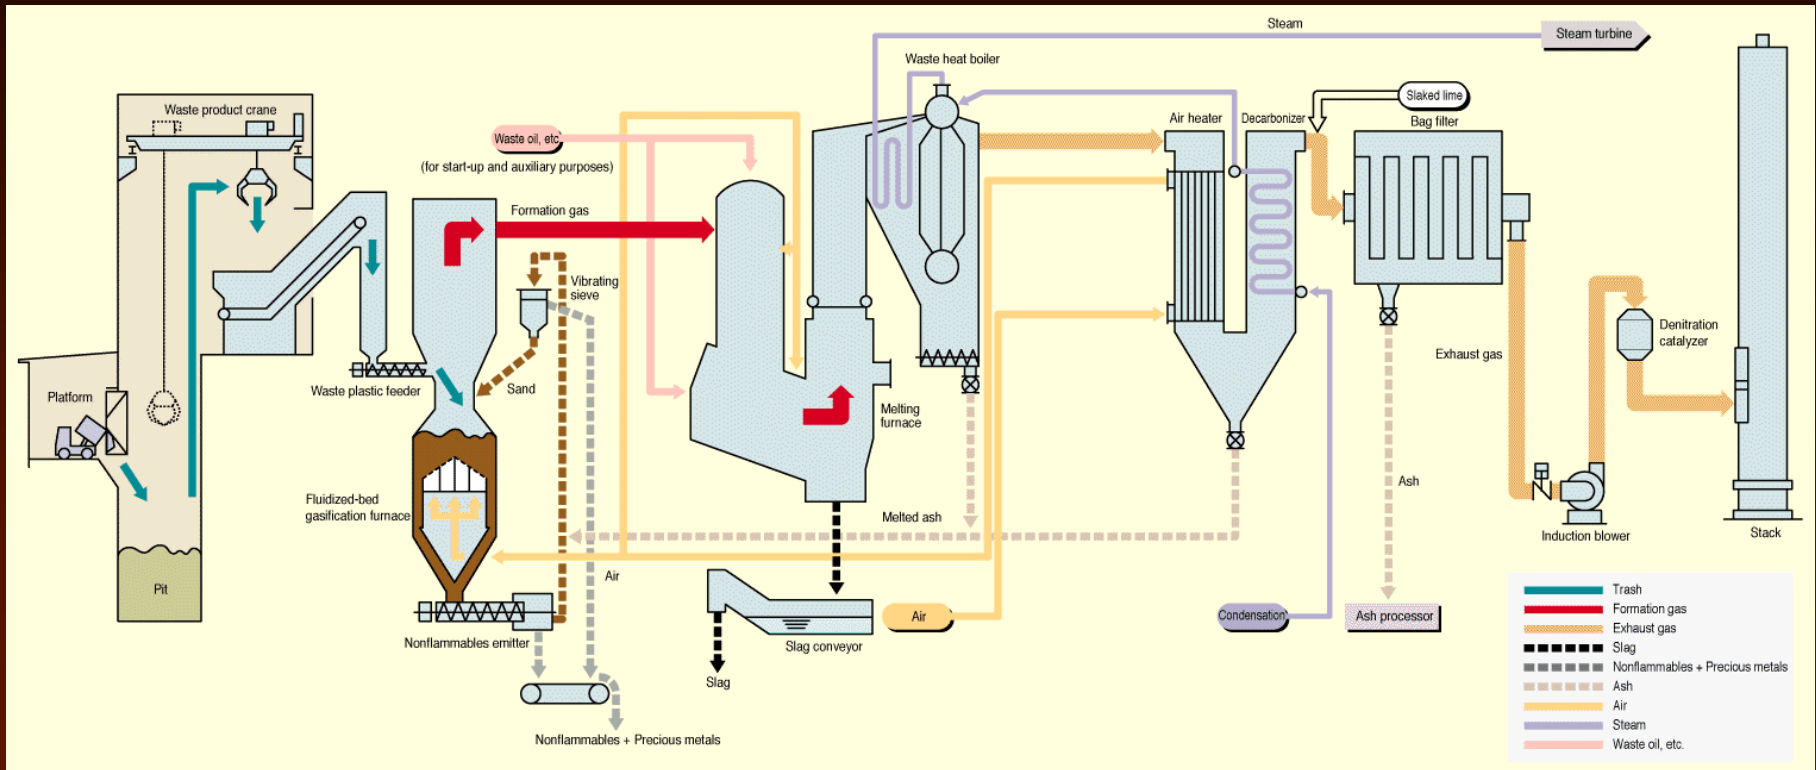 Steam
Steam turbine
Waste heat boiler
Waste product crane
Slaked lime
Air heater
Decarbonizer
Bag filter
Waste oil, etc.
(for start-up and auxiliary purposes)
Formation gas
Vibrating
sieve
Denitration
catalyzer
Exhaust gas
Sand
Waste plastic feeder
Platform
Melting
furnace
Ash
Fluidized-bed
gasification furnace
Melted ash
Induction blower
Stack
Air
Pit
Air
Condensation
Ash processor
Nonflammables emitter
Slag conveyor
Slag
Nonflammables + Precious metals
Trash
Formation gas
Exhaust gas
Slag
Nonflammables + Precious metals
Ash
Air
Steam
Waste oil, etc.